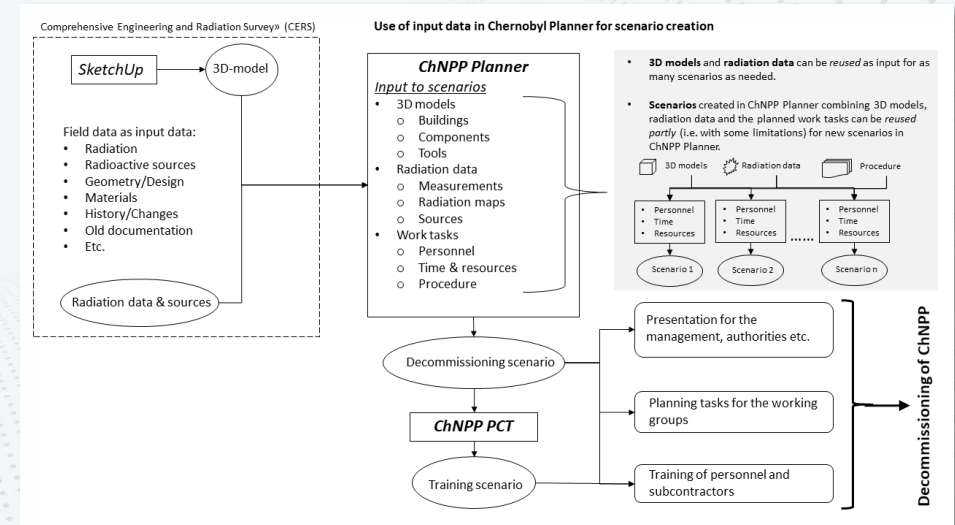 Comprehensive Engineering and Radiation Survey» (CERS)
Use of input data in Chernobyl Planner for scenario creation
SketchUp
3D-model
Field data as input data:
• Radiation
• Radioactive sources
• Geometry/Design
• Materials
• History/Changes
• Old documentation
• Etc.
Radiation data & sources
ChNPP Planner
Input to scenarios
• 3D models
o Buildings
o Components
o Tools
• Radiation data
o Measurements
o Radiation maps
o Sources
• Work tasks
o Personnel
o Time & resources
o Procedure
• 3D models and radiation data can be reused as input for as
many scenarios as needed.
• Scenarios created in ChNPP Planner combining 3D models,
radiation data and the planned work tasks can be reused
partly (i.e. with some limitations) for new scenarios in
ChNPP Planner.
3D models
Radiation data
Procedure
• Personnel
• Time
• Resources
• Personnel
• Time
• Resources
......
• Personnel
• Time
• Resources
Scenario 1
Scenario 2
Scenario n
Decommissioning scenario
ChNPP PCT
Training scenario
Presentation for the
management, authorities etc.
Planning tasks for the working
groups
Training of personnel and
subcontractors
Decommissioning of ChNPP